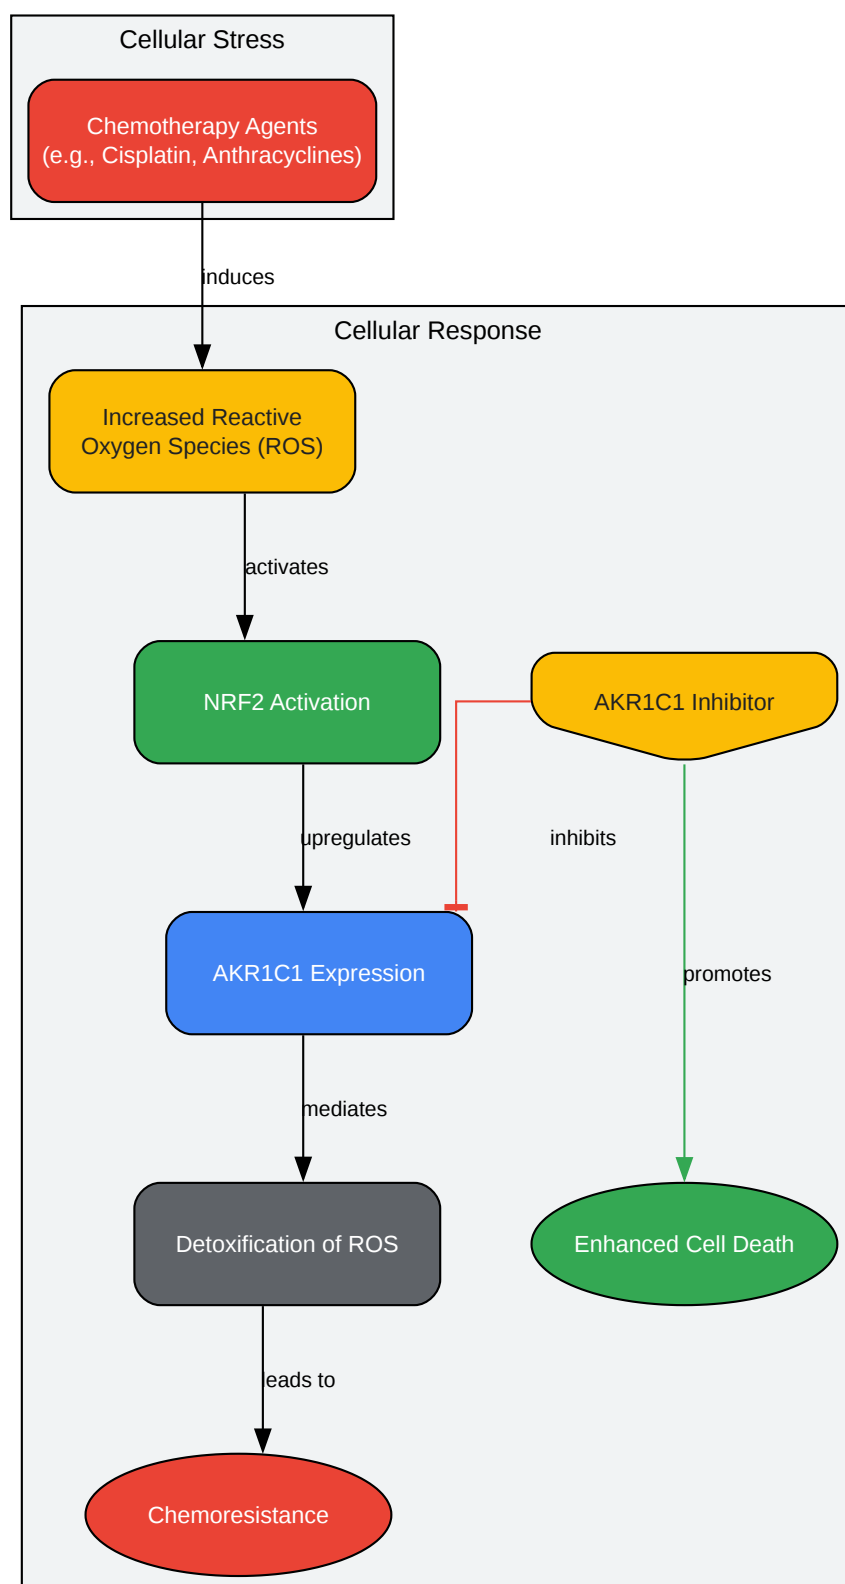 Cellular Stress
Chemotherapy Agents
(e.g., Cisplatin, Anthracyclines)
induces
Cellular Response
Increased Reactive
Oxygen Species (ROS)
activates
NRF2 Activation
AKR1C1 Inhibitor
upregulates
inhibits
AKR1C1 Expression
promotes
mediates
Detoxification of ROS
Enhanced Cell Death
leads to
Chemoresistance